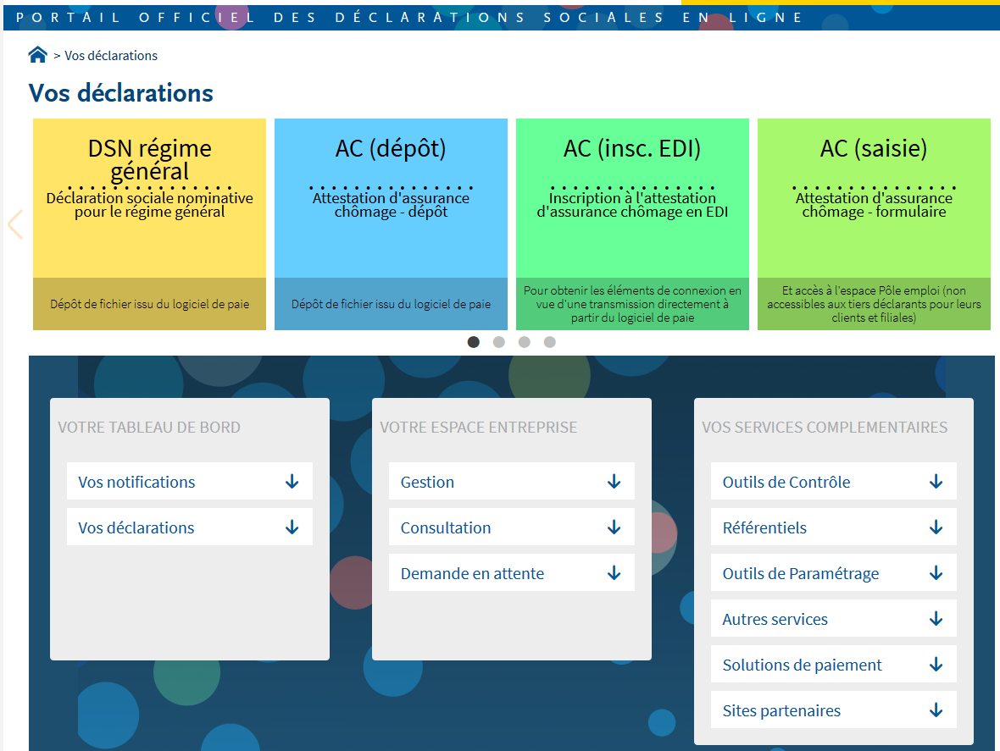 PORTAIL OFFICIEL DES DÉCLARATIONS SOCIALES EN LIGNE
> Vos déclarations
Vos déclarations
DSN régime
général
Déclaration sociale nominative
pour le régime général
Dépôt de fichier issu du logiciel de paie
AC (dépôt)
Attestation d'assurance
chômage - dépôt
Dépôt de fichier issu du logiciel de paie
AC (insc. EDI)
Inscription à l'attestation
d'assurance chômage en EDI
Pour obtenir les éléments de connexion en
vue d'une transmission directement à
partir du logiciel de paie
AC (saisie)
Attestation d'assurance
chômage - formulaire
Et accès à l'espace Pôle emploi (non
accessibles aux tiers déclarants pour leurs
clients et filiales)
VOTRE TABLEAU DE BORD
Vos notifications
Vos déclarations
VOTRE ESPACE ENTREPRISE
Gestion
Consultation
Demande en attente
VOS SERVICES COMPLEMENTAIRES
Outils de Contrôle
Référentiels
Outils de Paramétrage
Autres services
Solutions de paiement
Sites partenaires